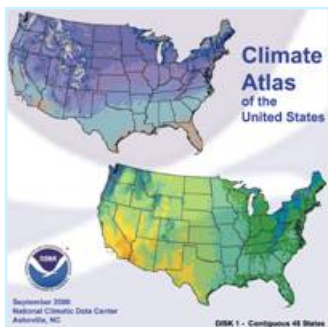 Climate
Atlas
of the
United States
NOAA
September 2000
National Climatic Data Center
Asheville, NC
DISK 1 - Contiguous 48 States